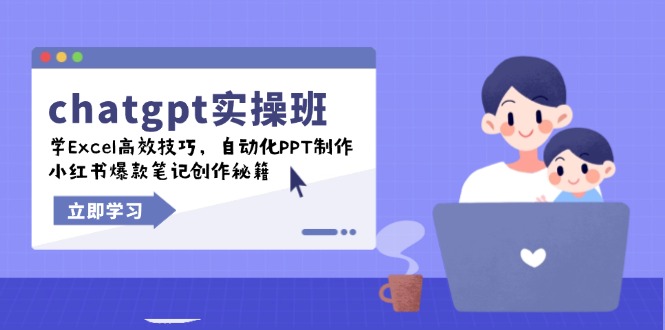 chatgpt实操班
学Excel高效技巧，自动化PPT制作
小红书爆款笔记创作秘籍
立即学习